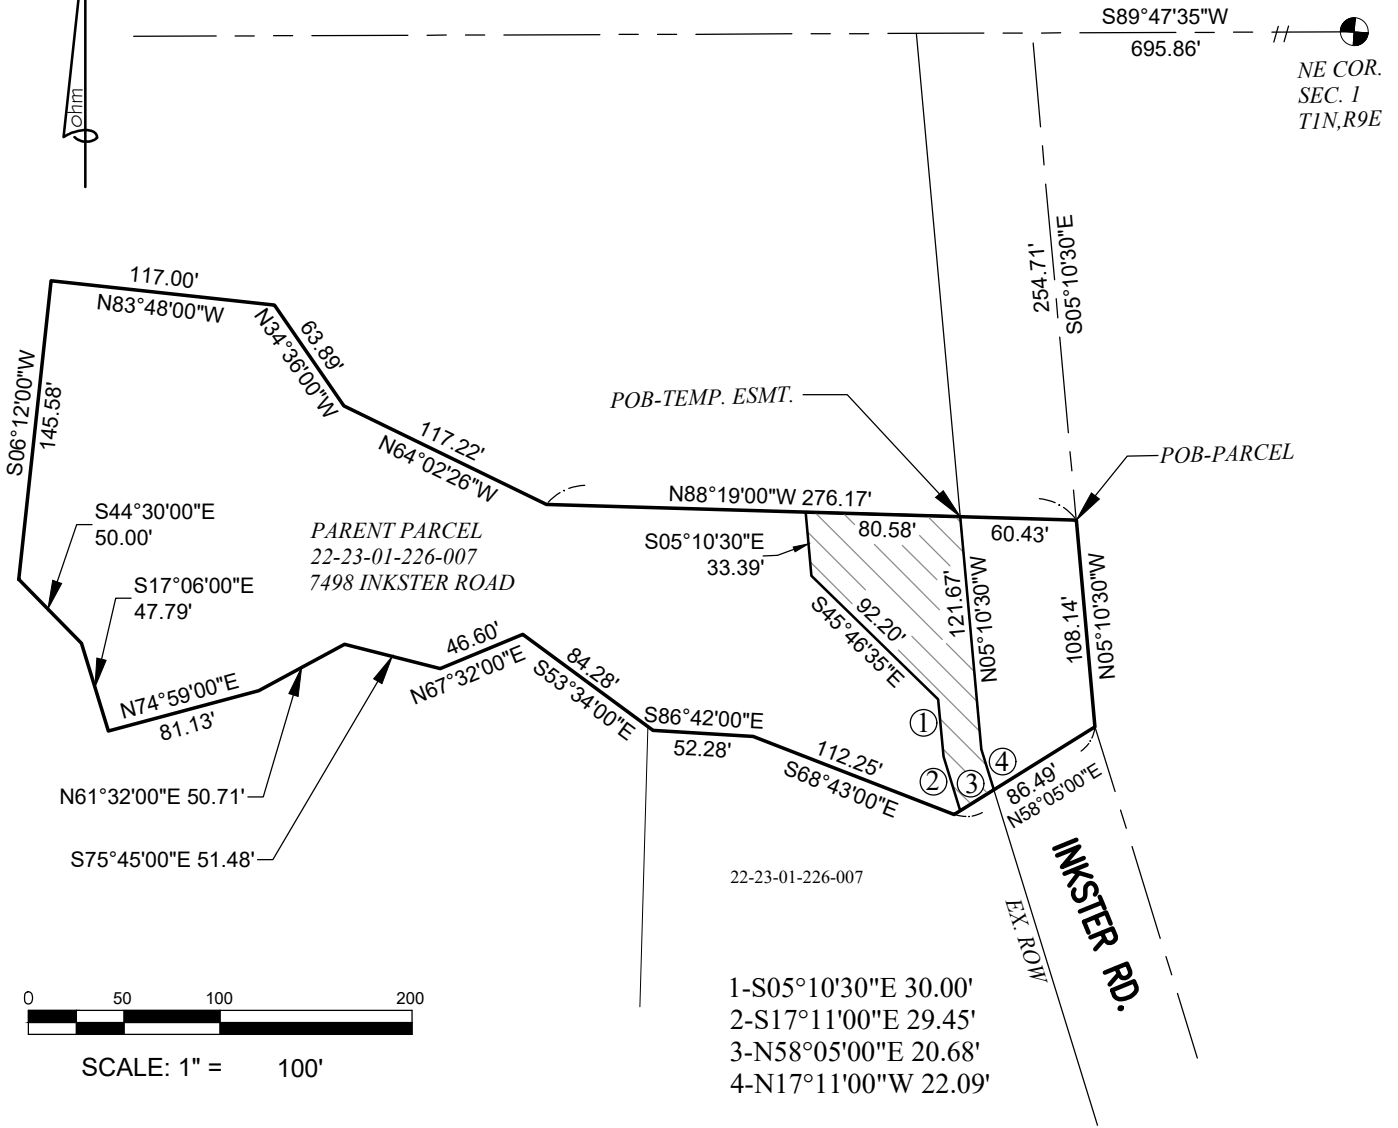 S89°47'35"W
695.86'
NE COR.
SEC. 1
T1N,R9E
Ohm
254.71'
S05°10'30"E
117.00'
N83°48'00"W
63.89'
N34°36'00"W
S06°12'00"W
145.58'
117.22'
N64°02'26"W
POB-TEMP. ESMT.
POB-PARCEL
N88°19'00"W 276.17'
80.58'
60.43'
S44°30'00"E
50.00'
PARENT PARCEL
22-23-01-226-007
7498 INKSTER ROAD
S05°10'30"E
33.39'
S17°06'00"E
47.79'
92.20'
S45°46'35"E
121.67'
N05°10'30"W
108.14'
N05°10'30"W
46.60'
N67°32'00"E
84.28'
S53°34'00"E
N74°59'00"E
81.13'
S86°42'00"E
52.28'
112.25'
S68°43'00"E
1
2
3
4
86.49'
N58°05'00"E
N61°32'00"E 50.71'
S75°45'00"E 51.48'
22-23-01-226-007
INKSTER RD.
EX. ROW
0 50 100 200
SCALE: 1" = 100'
1-S05°10'30"E 30.00'
2-S17°11'00"E 29.45'
3-N58°05'00"E 20.68'
4-N17°11'00"W 22.09'